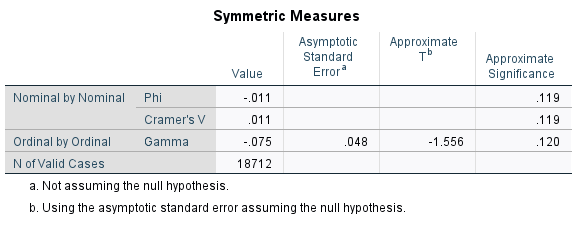 Symmetric Measures
Value Asymptotic Standard Error a Approximate T b Approximate Significance
Nominal by Nominal Phi -.011 .119
Cramer's V .011 .119
Ordinal by Ordinal Gamma -.075 .048 -1.556 .120
N of Valid Cases 18712
a. Not assuming the null hypothesis.
b. Using the asymptotic standard error assuming the null hypothesis.